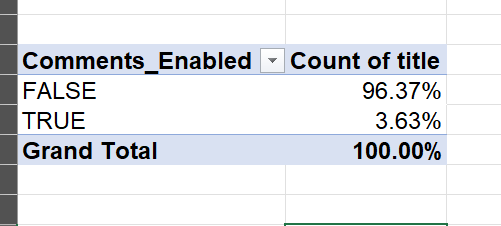 Comments_Enabled Count of title
FALSE 96.37%
TRUE 3.63%
Grand Total 100.00%